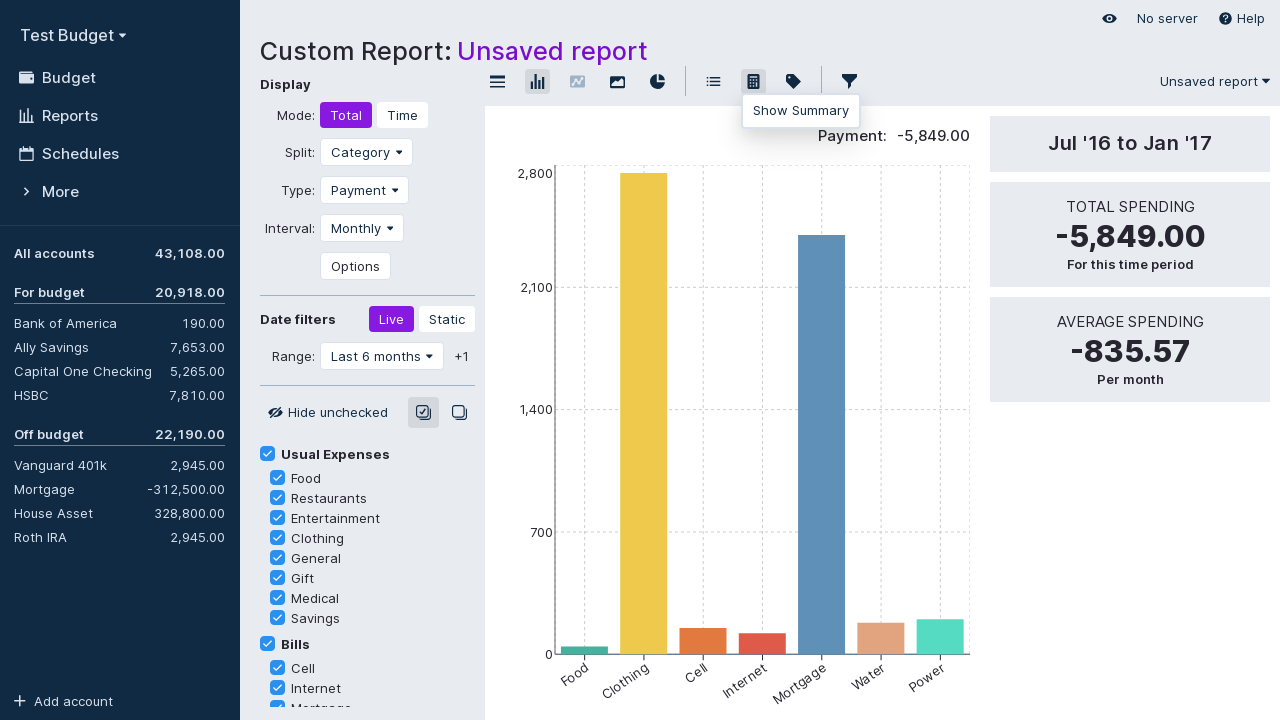 Test Budget
Budget
Reports
Schedules
More
All accounts 43,108.00
For budget 20,918.00
Bank of America 190.00
Ally Savings 7,653.00
Capital One Checking 5,265.00
HSBC 7,810.00
Off budget 22,190.00
Vanguard 401k 2,945.00
Mortgage -312,500.00
House Asset 328,800.00
Roth IRA 2,945.00
Add account
No server
Help
Custom Report: Unsaved report
Display
Mode: Total Time
Split: Category
Type: Payment
Interval: Monthly
Options
Date filters Live Static
Range: Last 6 months +1
Hide unchecked
Usual Expenses
Food
Restaurants
Entertainment
Clothing
General
Gift
Medical
Savings
Bills
Cell
Internet
Mortgage
Unsaved report
Show Summary
Payment: -5,849.00
2,800
2,100
1,400
700
0
Food
Clothing
Cell
Internet
Mortgage
Water
Power
Jul '16 to Jan '17
TOTAL SPENDING
-5,849.00
For this time period
AVERAGE SPENDING
-835.57
Per month